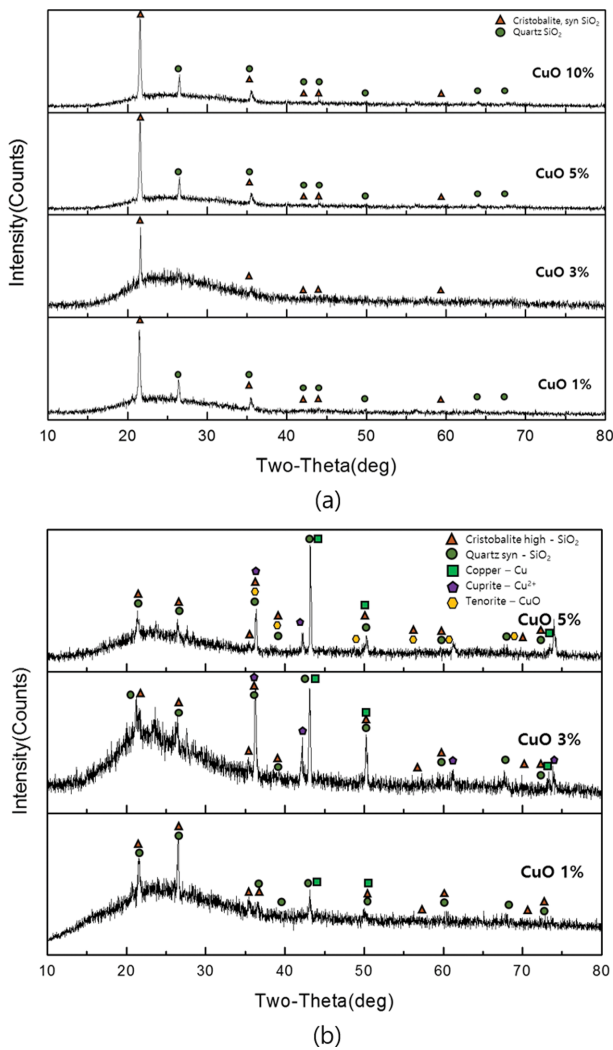 Cristobalite, syn SiO₂
Quartz SiO₂
CuO 10%
CuO 5%
CuO 3%
CuO 1%
Intensity(Counts)
10 20 30 40 50 60 70 80
Two-Theta(deg)
(a)
Cristobalite high - SiO₂
Quartz syn - SiO₂
Copper – Cu
Cuprite – Cu²⁺
Tenorite – CuO
CuO 5%
CuO 3%
CuO 1%
Intensity(Counts)
10 20 30 40 50 60 70 80
Two-Theta(deg)
(b)